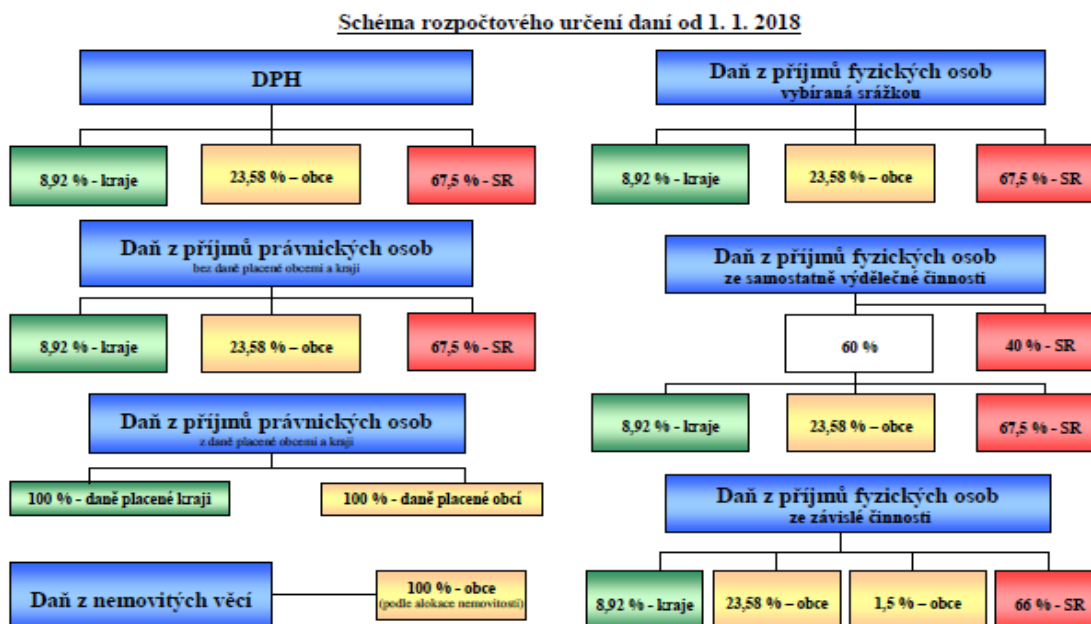 Schéma rozpočtového určení daní od 1. 1. 2018
DPH
8,92 % - kraje
23,58 % – obce
67,5 % - SR
Daň z příjmů právnických osob
bez daně placené obcemi a kraji
8,92 % - kraje
23,58 % – obce
67,5 % - SR
Daň z příjmů právnických osob
z daně placené obcemi a kraji
100 % - daně placené kraji
100 % - daně placené obcí
Daň z nemovitých věcí
100 % - obce
(podle alokace nemovitosti)
Daň z příjmů fyzických osob
vybíraná srážkou
8,92 % - kraje
23,58 % – obce
67,5 % - SR
Daň z příjmů fyzických osob
ze samostatně výdělečné činnosti
60 %
40 % - SR
8,92 % - kraje
23,58 % – obce
67,5 % - SR
Daň z příjmů fyzických osob
ze závislé činnosti
8,92 % - kraje
23,58 % – obce
1,5 % – obce
66 % - SR